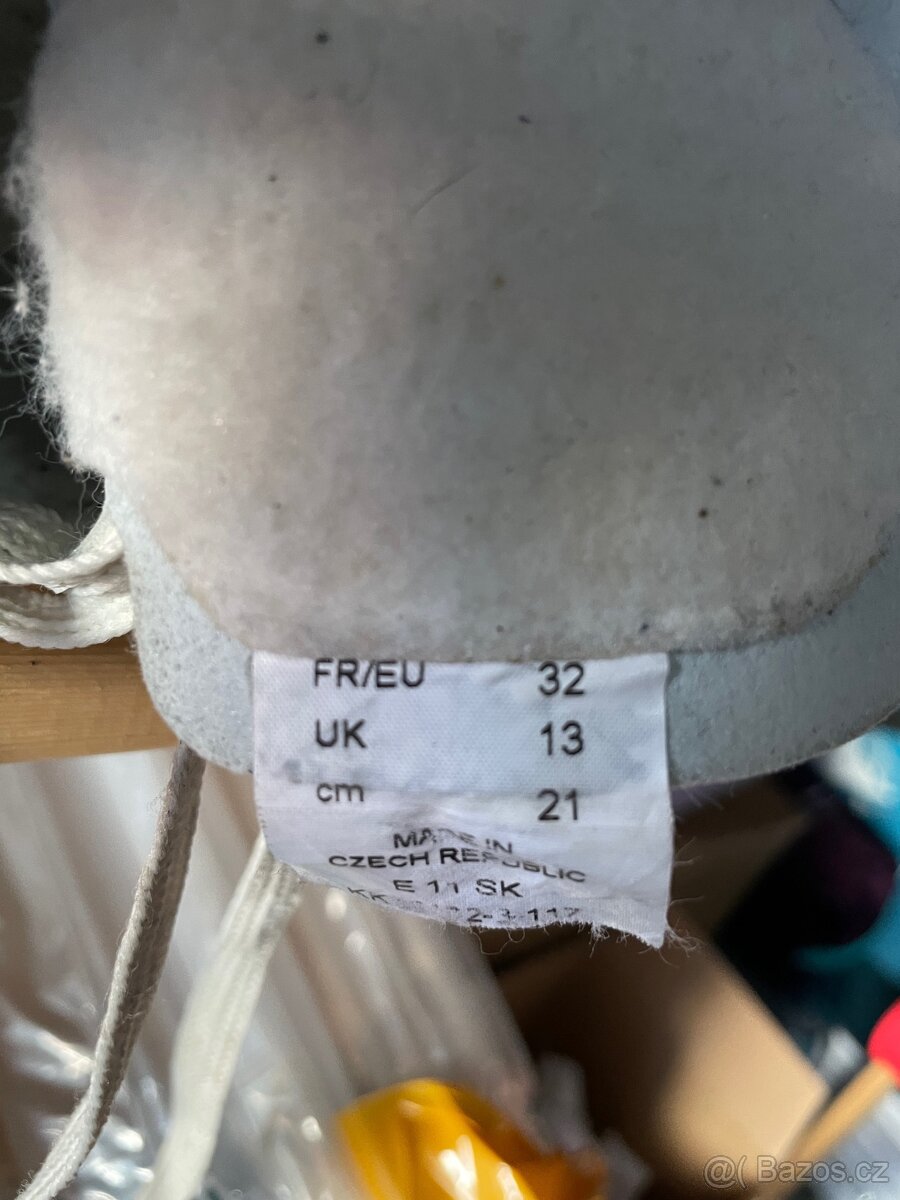 FR/EU 32
UK 13
cm 21
MADE IN
CZECH REPUBLIC
E 11 SK
@( Bazos.cz